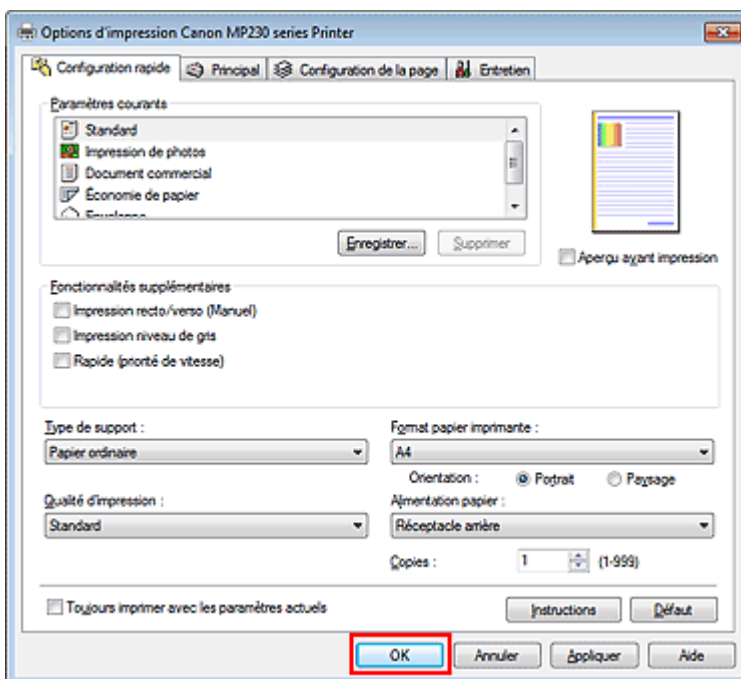 Options d'impression Canon MP230 series Printer
Configuration rapide Principal Configuration de la page Entretien
Paramètres courants
Standard
Impression de photos
Document commercial
Économie de papier
Enregistrer... Supprimer
Aperçu avant impression
Fonctionnalités supplémentaires
Impression recto/verso (Manuel)
Impression niveau de gris
Rapide (priorité de vitesse)
Type de support :
Papier ordinaire
Format papier imprimante :
A4
Orientation : Portrait Paysage
Qualité d'impression :
Standard
Alimentation papier :
Réceptacle arrière
Copies : 1 (1-999)
Toujours imprimer avec les paramètres actuels
Instructions Défaut
OK Annuler Appliquer Aide